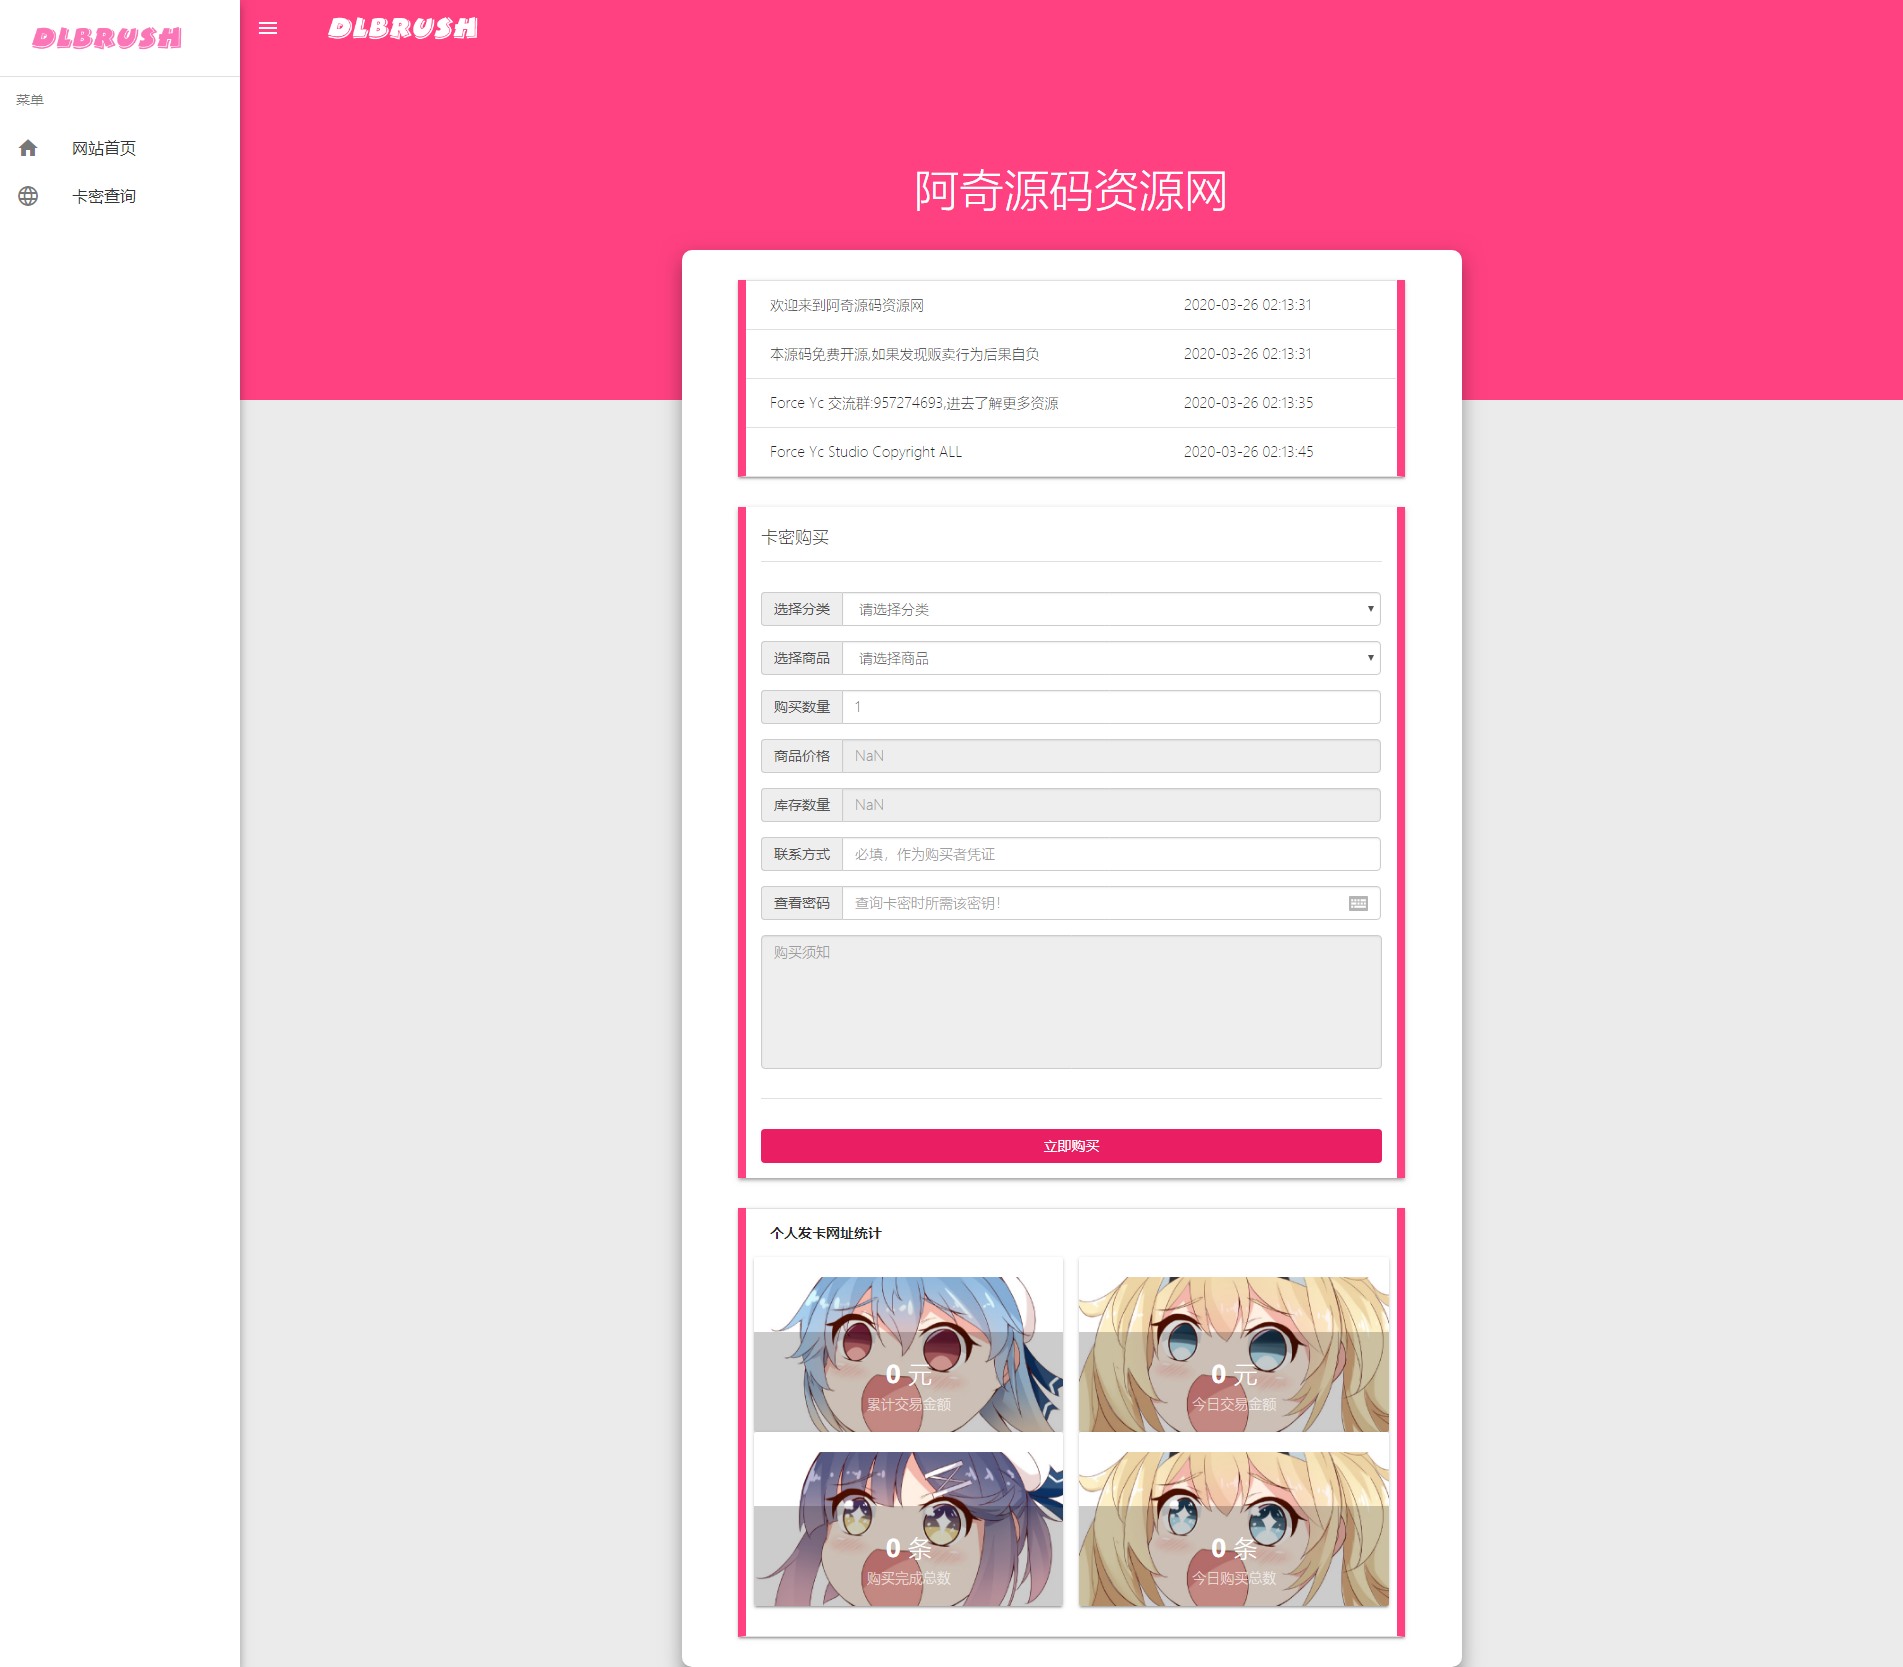 DLBRUSH
菜单
网站首页
卡密查询
DLBRUSH
阿奇源码资源网
欢迎来到阿奇源码资源网 2020-03-26 02:13:31
本源码免费开源,如果发现贩卖行为后果自负 2020-03-26 02:13:31
Force Yc 交流群:957274693,进去了解更多资源 2020-03-26 02:13:35
Force Yc Studio Copyright ALL 2020-03-26 02:13:45
卡密购买
选择分类 请选择分类
选择商品 请选择商品
购买数量 1
商品价格 NaN
库存数量 NaN
联系方式 必填，作为购买者凭证
查看密码 查询卡密时所需该密钥！
购买须知
立即购买
个人发卡网址统计
0 元
累计交易金额
0 元
今日交易金额
0 条
购买完成总数
0 条
今日购买总数